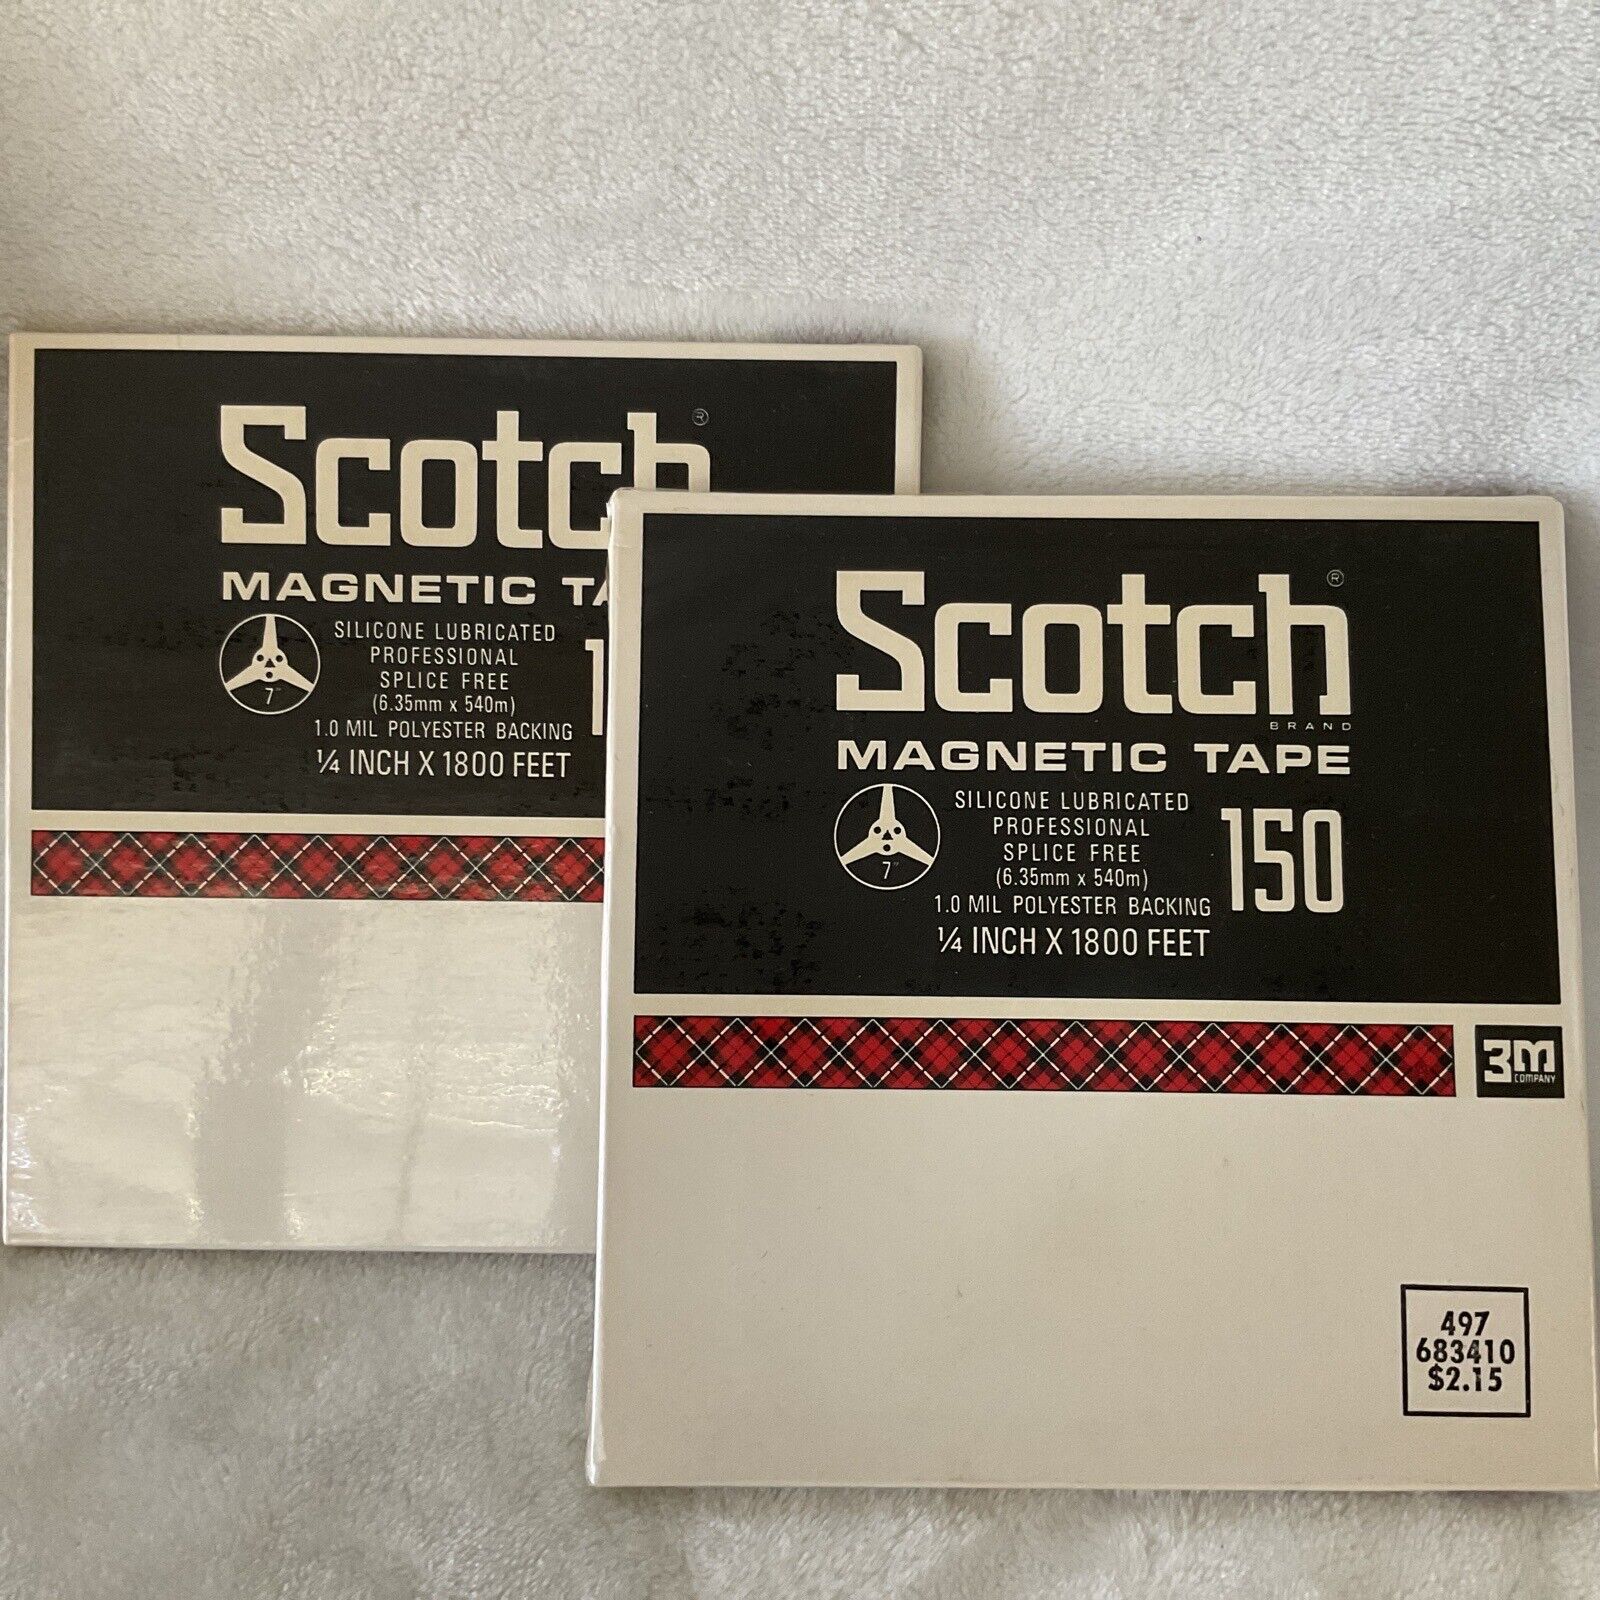 Scotch®
MAGNETIC
SILICONE LUBRICATED
PROFESSIONAL
SPLICE FREE
(6.35mm x 540m)
1.0 MIL POLYESTER BACKING
¼ INCH X 1800 FEET
7"
Scotch®
BRAND
MAGNETIC TAPE
SILICONE LUBRICATED
PROFESSIONAL
SPLICE FREE
(6.35mm x 540m)
1.0 MIL POLYESTER BACKING
¼ INCH X 1800 FEET
7"
150
3M
COMPANY
497
683410
$2.15